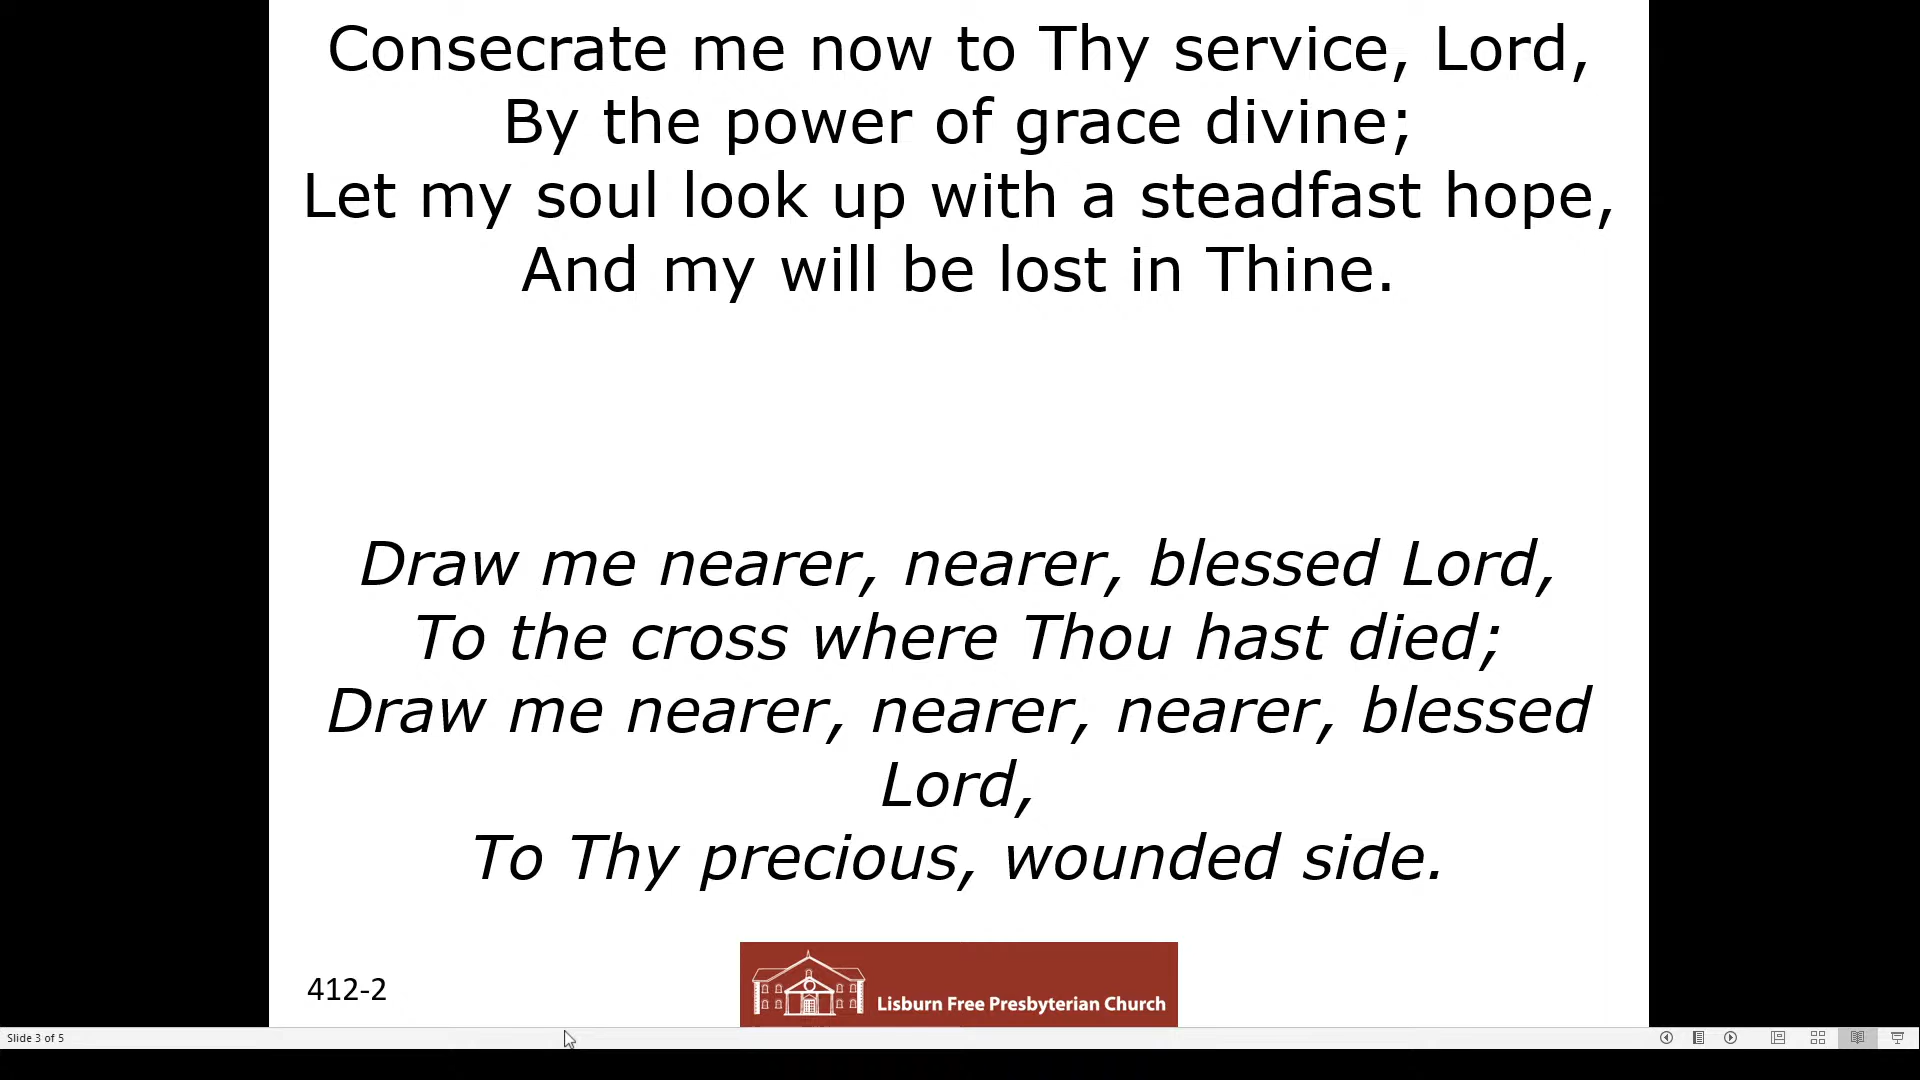 Consecrate me now to Thy service, Lord,
By the power of grace divine;
Let my soul look up with a steadfast hope,
And my will be lost in Thine.
Draw me nearer, nearer, blessed Lord,
To the cross where Thou hast died;
Draw me nearer, nearer, nearer, blessed
Lord,
To Thy precious, wounded side.
412-2
Lisburn Free Presbyterian Church
Slide 3 of 5